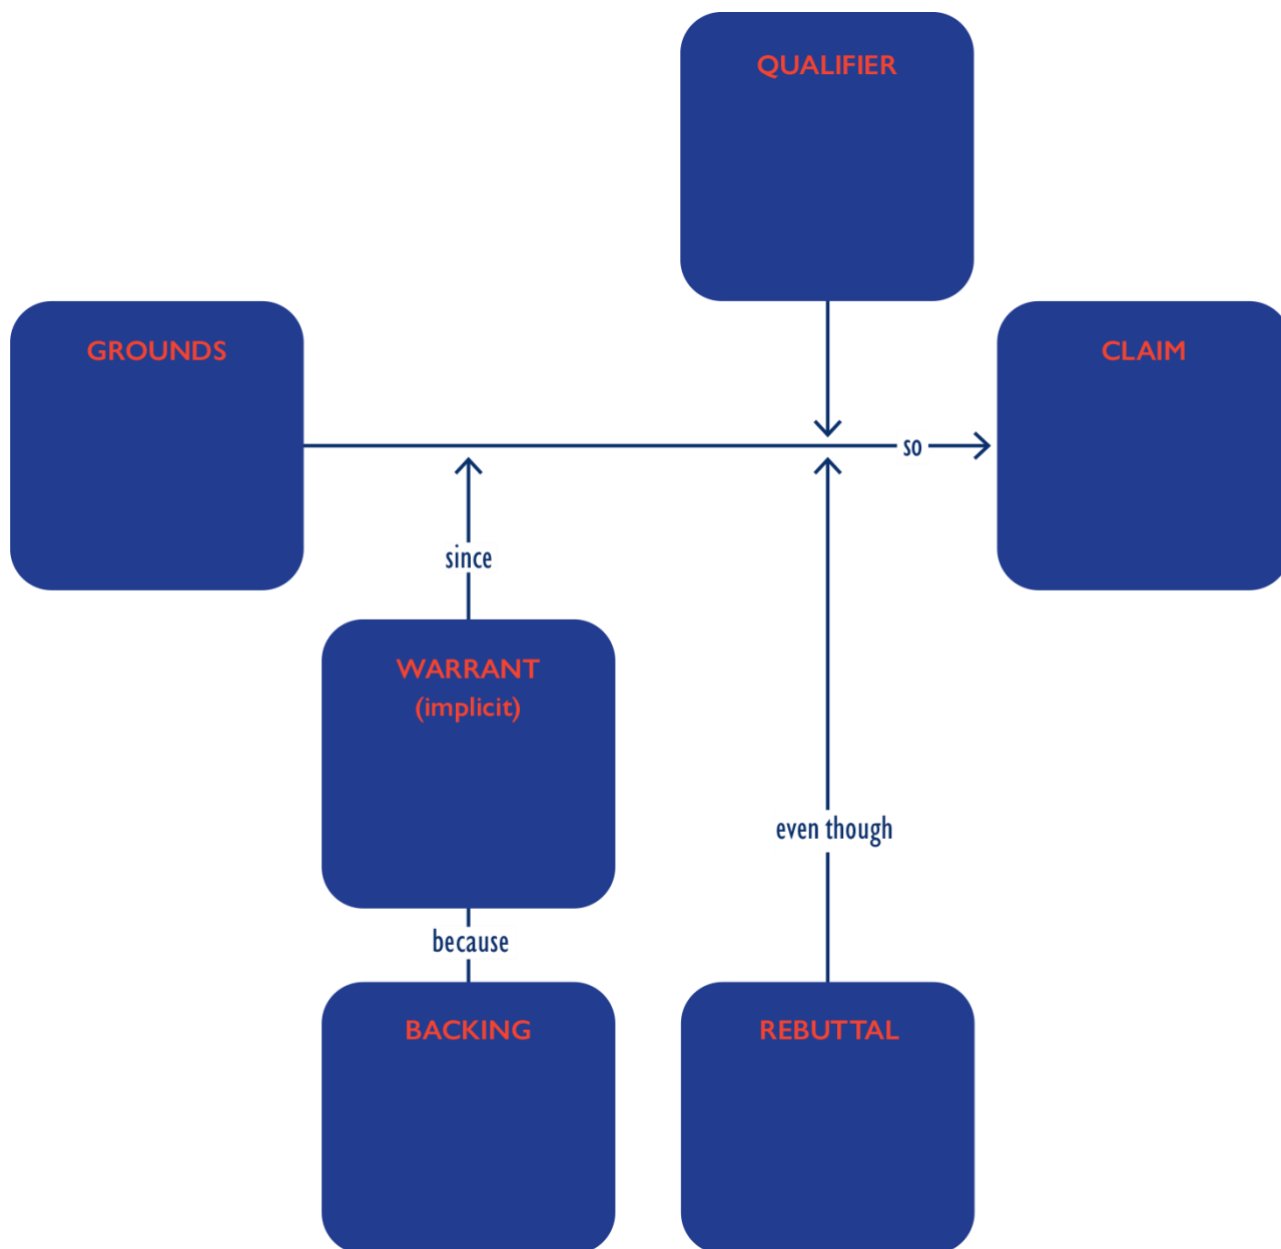 QUALIFIER
GROUNDS
CLAIM
so
since
WARRANT
(implicit)
even though
because
BACKING
REBUTTAL